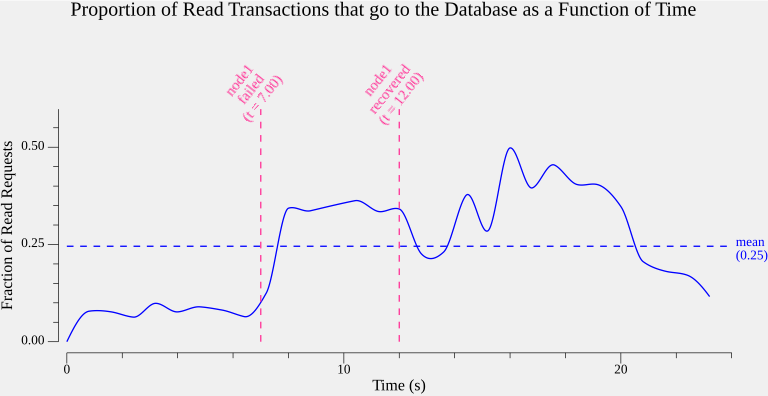 Proportion of Read Transactions that go to the Database as a Function of Time
node1
failed
(t = 7.00)
node1
recovered
(t = 12.00)
Fraction of Read Requests
0.50
0.25
0.00
mean
(0.25)
0
10
20
Time (s)